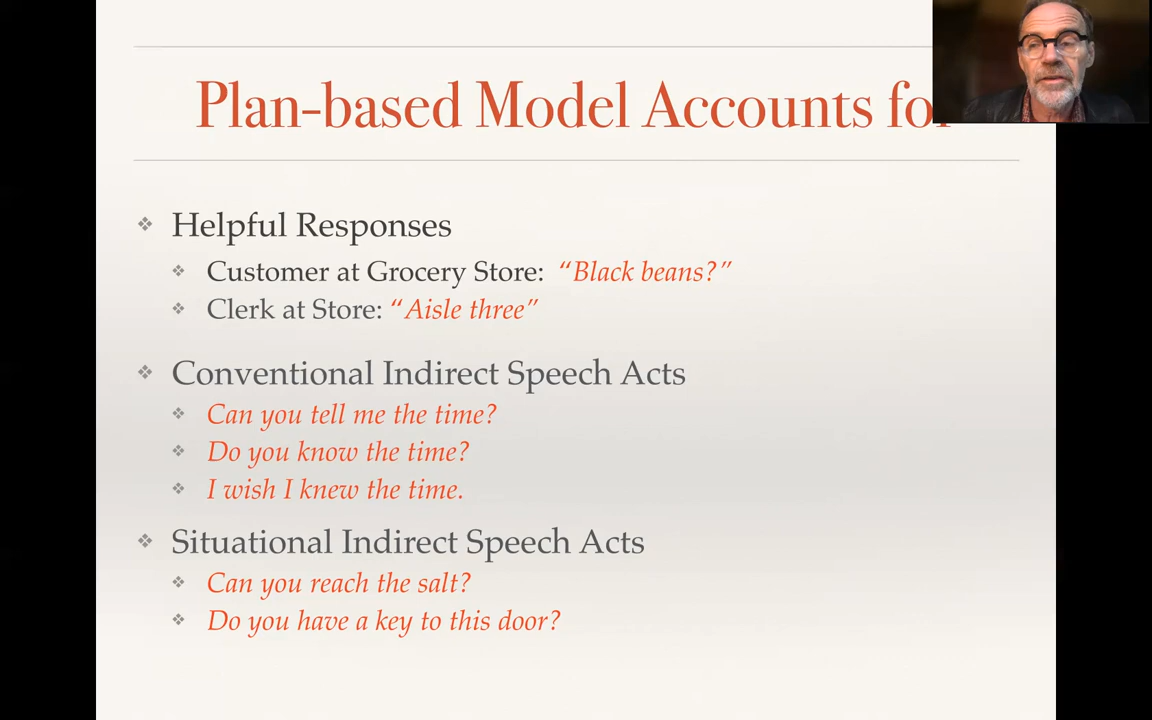 Plan-based Model Accounts for
Helpful Responses
Customer at Grocery Store: “Black beans?”
Clerk at Store: “Aisle three”
Conventional Indirect Speech Acts
Can you tell me the time?
Do you know the time?
I wish I knew the time.
Situational Indirect Speech Acts
Can you reach the salt?
Do you have a key to this door?